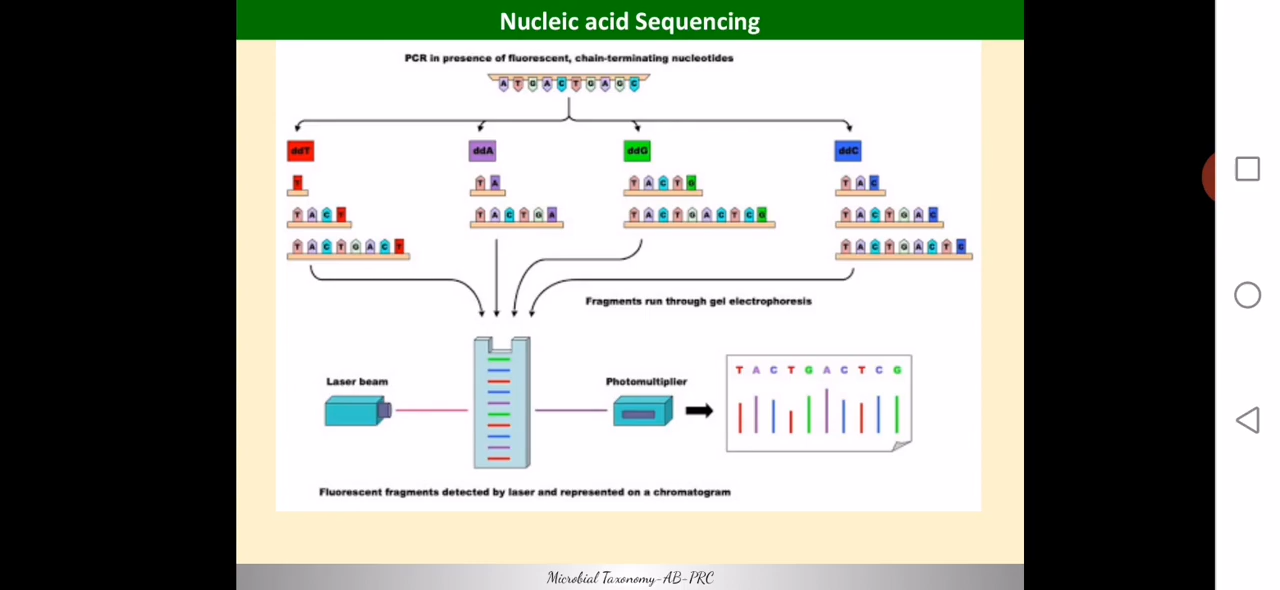 Nucleic acid Sequencing
PCR in presence of fluorescent, chain-terminating nucleotides
A T G A C T G A G C
ddT ddA ddG ddC
T T A T A C T G T A C
T A C T T A C T G A T A C T G A C T C G T A C T G A C
T A C T G A C T T A C T G A C T C
Fragments run through gel electrophoresis
Laser beam Photomultiplier
T A C T G A C T C G
Fluorescent fragments detected by laser and represented on a chromatogram
Microbial Taxonomy-AB-PRC